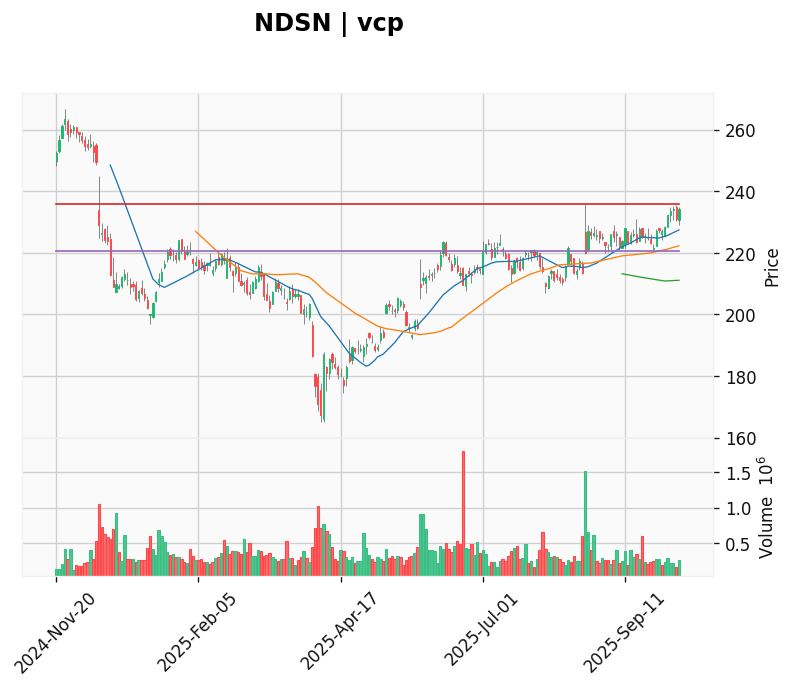 NDSN | vcp
260
240
220
200
180
160
Price
1.5
1.0
0.5
Volume 10^6
2024-Nov-20
2025-Feb-05
2025-Apr-17
2025-Jul-01
2025-Sep-11